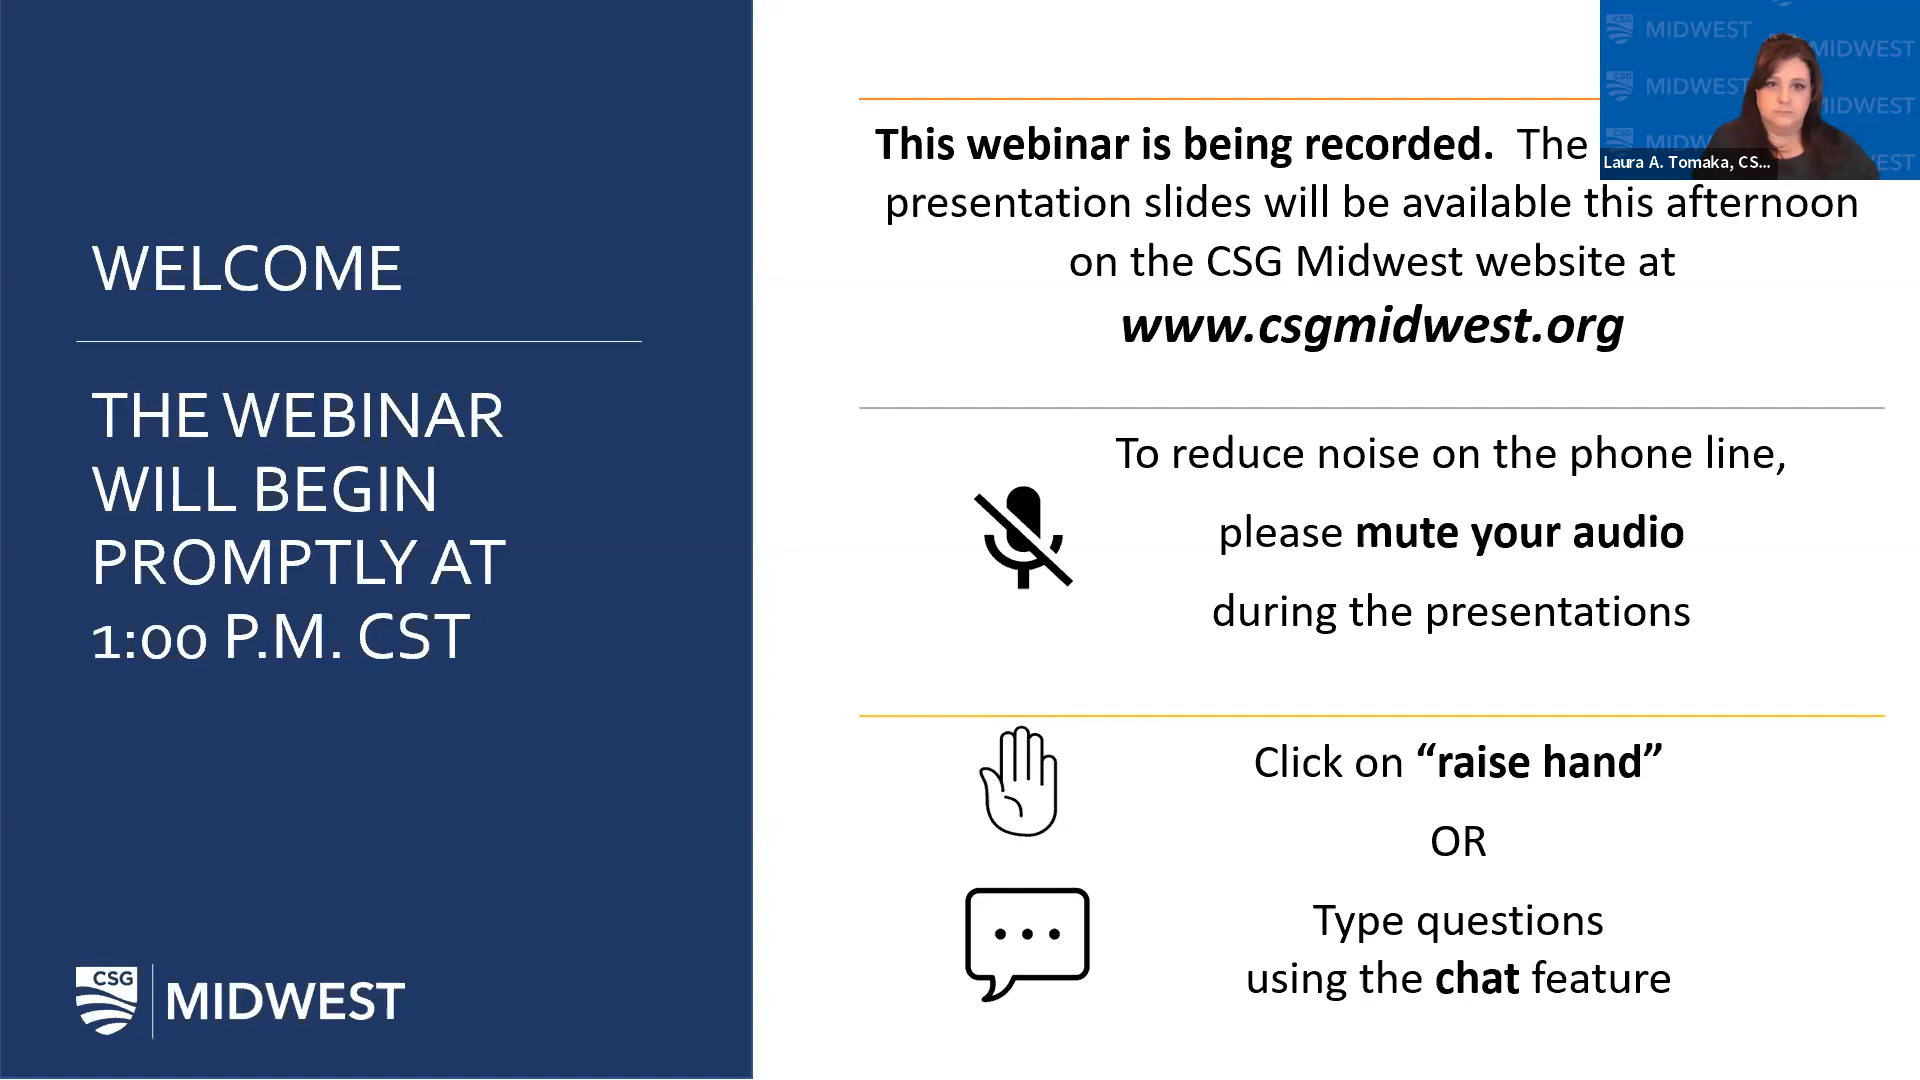 WELCOME
THE WEBINAR
WILL BEGIN
PROMPTLY AT
1:00 P.M. CST
CSG
MIDWEST
This webinar is being recorded. The
presentation slides will be available this afternoon
on the CSG Midwest website at
www.csgmidwest.org
To reduce noise on the phone line,
please mute your audio
during the presentations
Click on “raise hand”
OR
Type questions
using the chat feature
CSG MIDWEST
MIDWEST
CSG MIDWEST
MIDWEST
Laura A. Tomaka, CS...